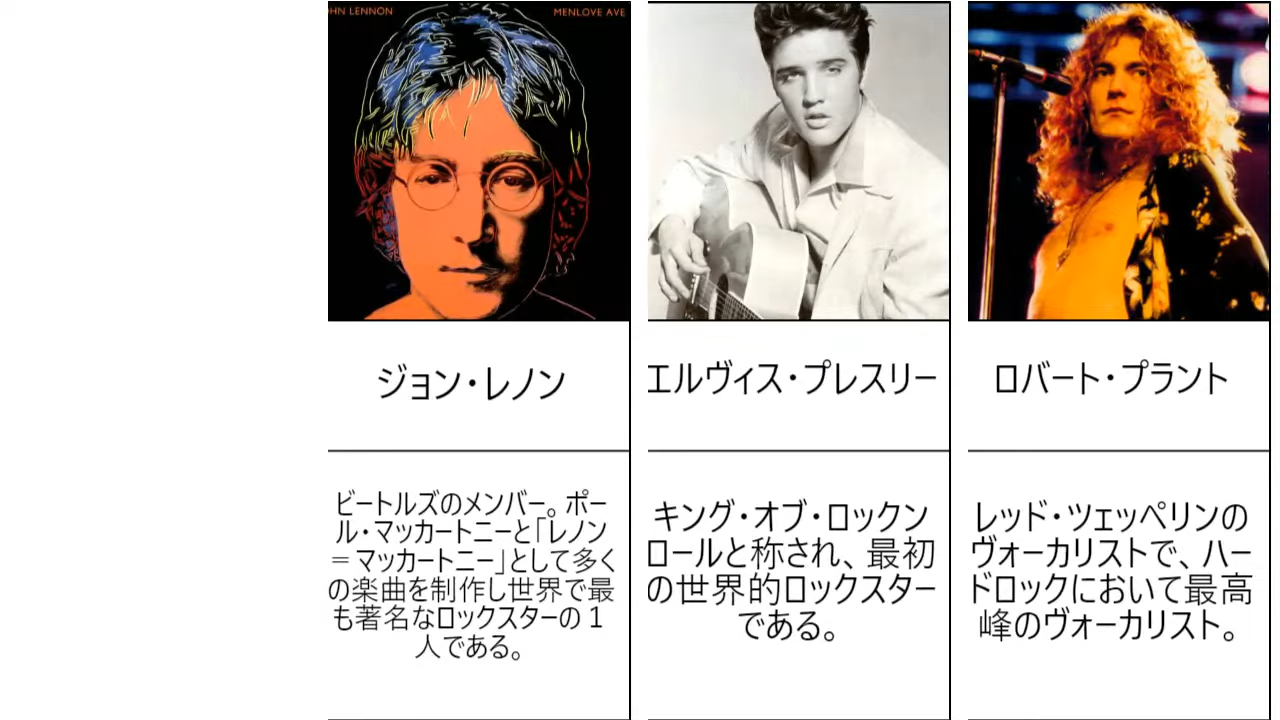 HN LENNON
MENLOVE AVE
ジョン・レノン
ビートルズのメンバー。ポー
ル・マッカートニーと「レノン
＝マッカートニー」として多く
の楽曲を制作し世界で最
も著名なロックスターの１
人である。
エルヴィス・プレスリー
キング・オブ・ロックン
ロールと称され、最初
の世界的ロックスター
である。
ロバート・プラント
レッド・ツェッペリンの
ヴォーカリストで、ハー
ドロックにおいて最高
峰のヴォーカリスト。